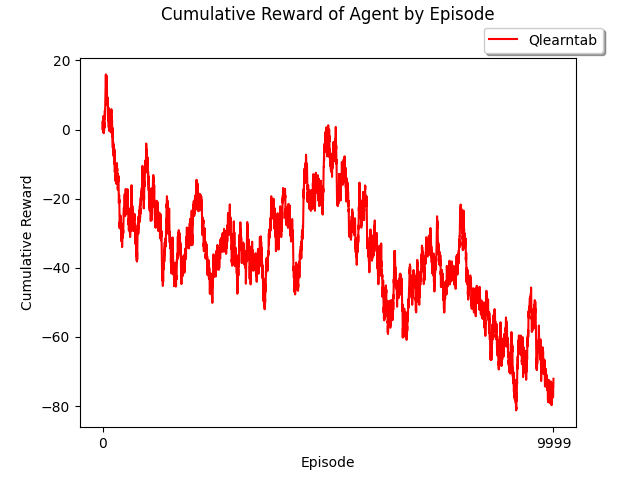 Cumulative Reward of Agent by Episode
Qlearntab
20
0
−20
−40
−60
−80
Cumulative Reward
0
9999
Episode